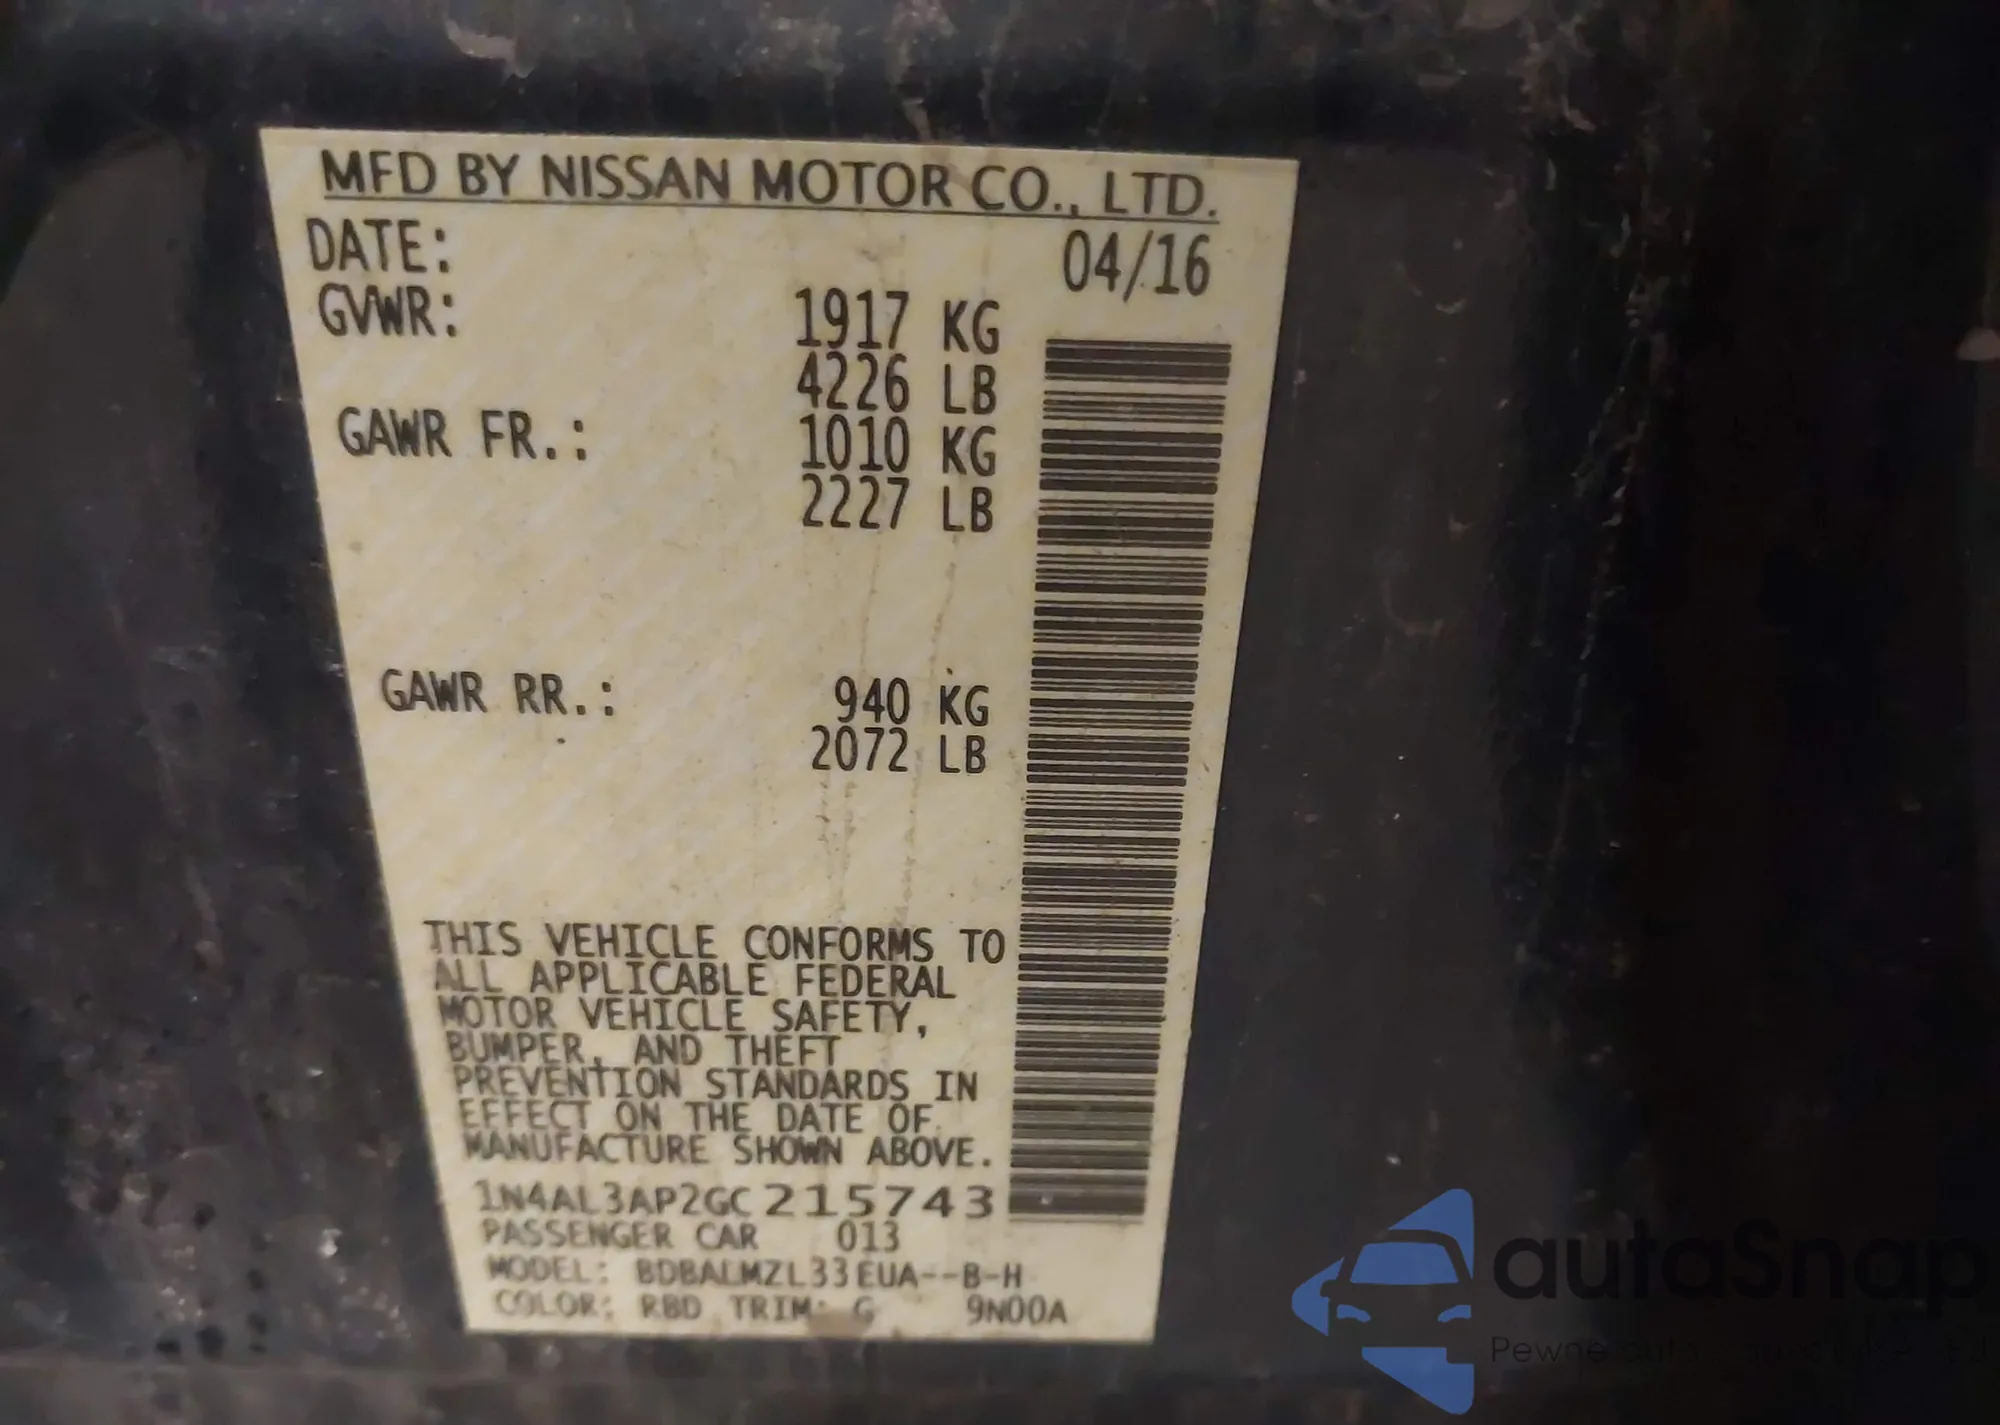 MFD BY NISSAN MOTOR CO., LTD.
DATE: 04/16
GVWR: 1917 KG
4226 LB
GAWR FR.: 1010 KG
2227 LB
GAWR RR.: 940 KG
2072 LB
THIS VEHICLE CONFORMS TO
ALL APPLICABLE FEDERAL
MOTOR VEHICLE SAFETY,
BUMPER, AND THEFT
PREVENTION STANDARDS IN
EFFECT ON THE DATE OF
MANUFACTURE SHOWN ABOVE.
1N4AL3AP2GC215743
PASSENGER CAR 013
MODEL: BDBALMZL33EUA--B-H
COLOR: RBD TRIM: G 9N00A
autaSnap
Pewne auta